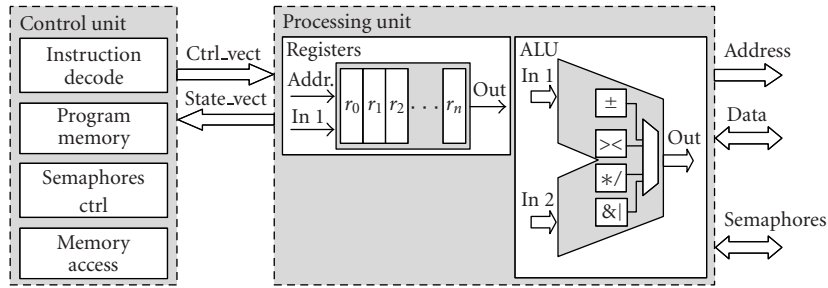 Control unit
Instruction
decode
Program
memory
Semaphores
ctrl
Memory
access
Ctrl_vect
State_vect
Processing unit
Registers
Addr.
In 1
r0 r1 r2 ... rn
Out
ALU
In 1
In 2
±
><
*/
&|
Out
Address
Data
Semaphores